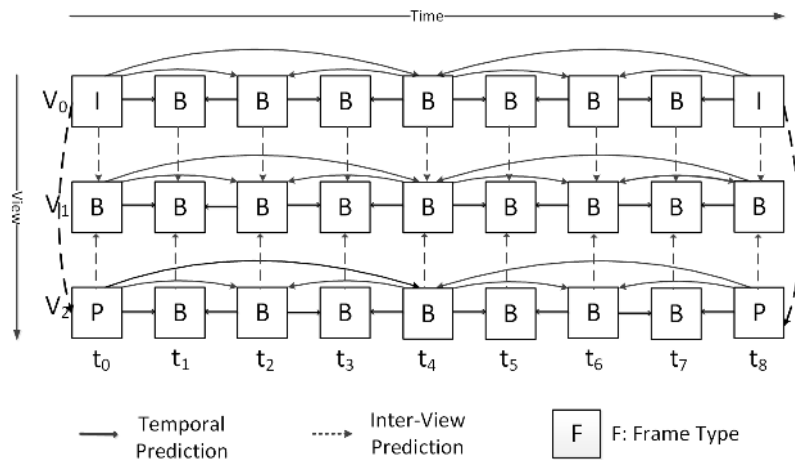 Time
View
V0 I B B B B B B B I
V1 B B B B B B B B B
V2 P B B B B B B B P
t0 t1 t2 t3 t4 t5 t6 t7 t8
Temporal
Prediction
Inter-View
Prediction
F
F: Frame Type